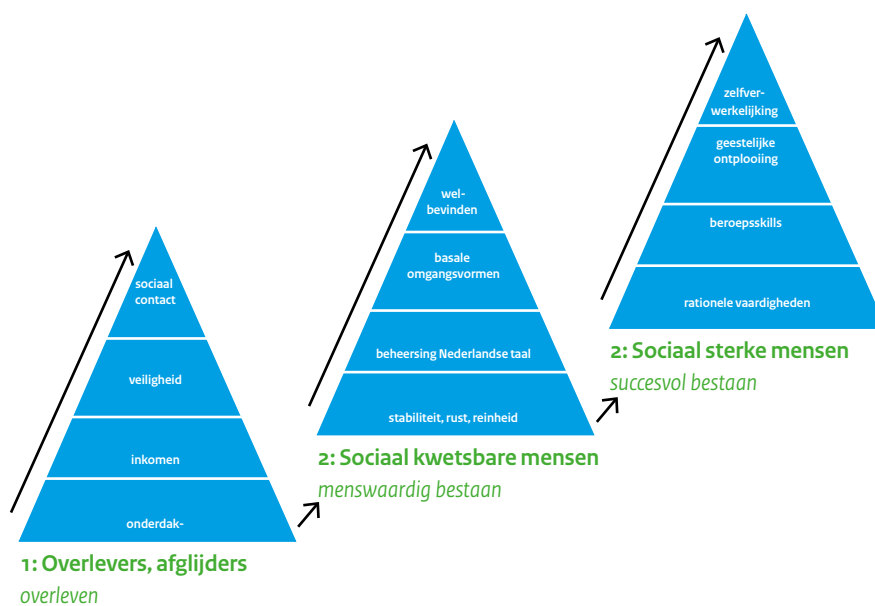 sociaal
contact
veiligheid
inkomen
onderdak-
1: Overlevers, afglijders
overleven
wel-
bevinden
basale
omgangsvormen
beheersing Nederlandse taal
stabiliteit, rust, reinheid
2: Sociaal kwetsbare mensen
menswaardig bestaan
zelfver-
werkelijking
geestelijke
ontplooiing
beroepsskills
rationele vaardigheden
2: Sociaal sterke mensen
succesvol bestaan